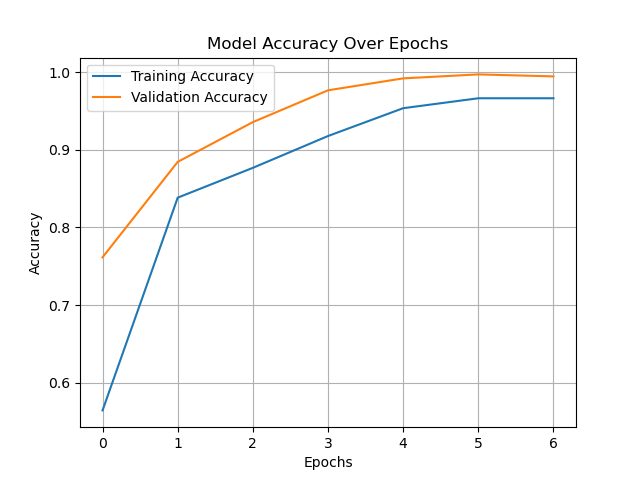 Model Accuracy Over Epochs
Training Accuracy
Validation Accuracy
Accuracy
1.0
0.9
0.8
0.7
0.6
0 1 2 3 4 5 6
Epochs